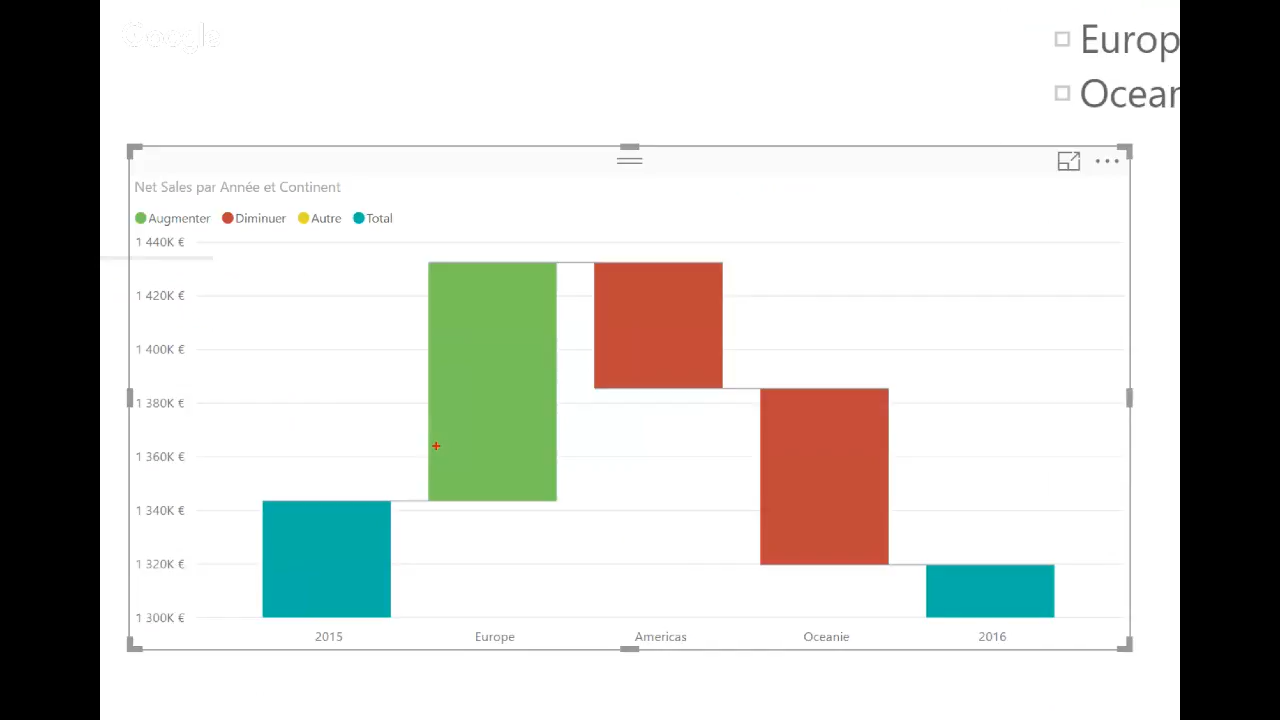 Google
Europ
Ocean
Net Sales par Année et Continent
Augmenter Diminuer Autre Total
1 440K €
1 420K €
1 400K €
1 380K €
1 360K €
1 340K €
1 320K €
1 300K €
2015 Europe Americas Oceanie 2016